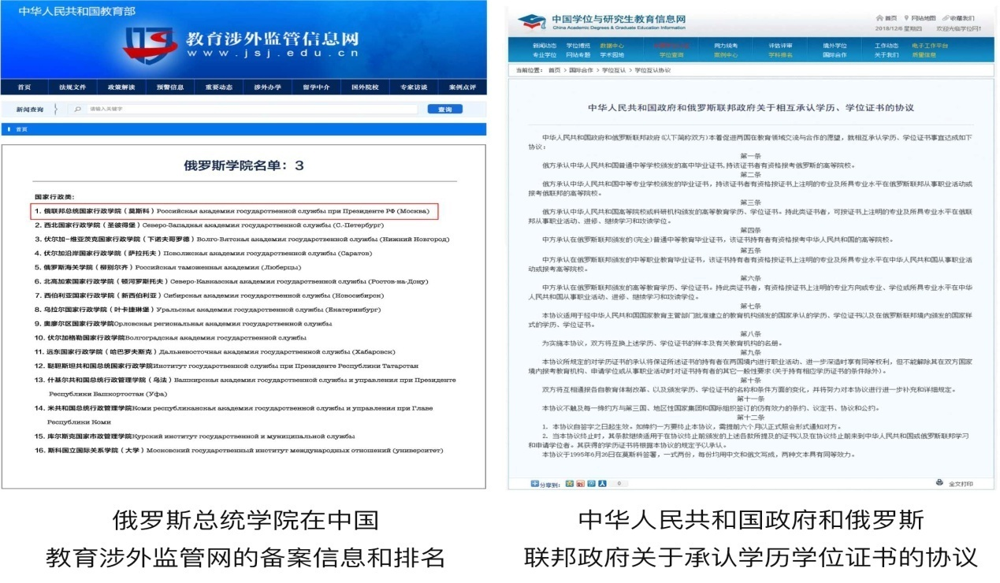 中华人民共和国教育部
教育涉外监管信息网
www.jsj.edu.cn
首页 法规文件 政策解读 预警信息 重要动态 涉外办学 留学中介 国外院校 专家访谈 案例点评
新闻查询 请输入关键字 查询
首页
俄罗斯学院名单：3
国家行政类：
1. 俄联邦总统国家行政学院（莫斯科）Российская академия государственной службы при Президенте РФ (Москва)
2. 西北国家行政学院（圣彼得堡）Северо-Западная академия государственной службы (С.-Петербург)
3. 伏尔加-维亚茨克国家行政学院（下诺夫哥罗德）Волго-Вятская академия государственной службы (Нижний Новгород)
4. 伏尔加沿岸国家行政学院（萨拉托夫）Поволжская академия государственной службы (Саратов)
5. 俄罗斯海关学院（柳别尔齐）Российская таможенная академия (Люберцы)
6. 北高加索国家行政学院（顿河罗斯托夫）Северо-Кавказская академия государственной службы (Ростов-на-Дону)
7. 西伯利亚国家行政学院（新西伯利亚）Сибирская академия государственной службы (Новосибирск)
8. 乌拉尔国家行政学院（叶卡捷琳堡）Уральская академия государственной службы (Екатеринбург)
9. 奥廖尔区国家行政学院Орловская региональная академия государственной службы
10. 伏尔加格勒国家行政学院Волгоградская академия государственной службы
11. 远东国家行政学院（哈巴罗夫斯克）Дальневосточная академия государственной службы (Хабаровск)
12. 鞑靼斯坦共和国总统国家行政学院Институт государственной службы при Президенте Республики Татарстан
13. 什基尔共和国总统行政管理学院（乌法）Башкирская академия государственной службы и управления при Президенте
Республики Башкортостан (Уфа)
14. 米共和国总统行政管理学院Коми республиканская академия государственной службы и управления при Главе
Республики Коми
15. 库尔斯克国家市政管理学院Курский институт государственной и муниципальной службы
16. 斯科国立国际关系学院（大学）Московский государственный институт международных отношений (университет)
俄罗斯总统学院在中国
教育涉外监管网的备案信息和排名
中国学位与研究生教育信息网
China Academic Degrees & Graduate Education Information
首页 网站地图 收藏我们
2018/12/6 星期四 欢迎光临学位网!
新闻动态 学位博览 数据中心 同力统考 评估评审 境外学位 工作动态 电子工作平台
专业学位 网站专题 学术园地 学位查询 案例中心 学科排名 国际合作 关于我们 质量信息
当前位置： 首页 > 国际合作 > 学位互认 > 学位互认协议
中华人民共和国政府和俄罗斯联邦政府关于相互承认学历、学位证书的协议
中华人民共和国政府和俄罗斯联邦政府(以下简称双方)本着促进两国在教育领域交流与合作的愿望，就相互承认学历、学位证书事宜达成如下
协议：
第一条
俄方承认中华人民共和国普通中等学校颁发的高中毕业证书,持该证书者有资格报考俄罗斯的高等院校。
第二条
俄方承认中华人民共和国中等专业学校颁发的毕业证书，持该证书者有资格按证书上注明的专业及所具专业水平在俄罗斯联邦从事职业活动或
报考俄联邦的高等院校。
第三条
俄方承认中华人民共和国高等院校或科研机构颁发的高等教育学历、学位证书。持此类证书者，可按证书上注明的专业及所具专业水平在俄联
邦从事职业活动、进修、继续学习和攻读学位。
第四条
中方承认在俄罗斯联邦颁发的(完全)普通中等教育毕业证书，该证书持有者有资格报考中华人民共和国的高等院校。
第五条
中方承认在俄罗斯联邦颁发的中等职业教育毕业证书，该证书持有者有资格按证书上注明的专业及所具专业水平在中华人民共和国从事职业活
动或报考高等院校。
第六条
中方承认在俄罗斯联邦颁发的高等教育学历、学位证书。持此类证书者，有资格按证书上注明的专业方向或专业、学位或所具专业水平在中华
人民共和国从事职业活动、进修、继续学习和攻读学位。
第七条
本协议适用于经中华人民共和国国家教育主管部门批准建立的教育机构颁发的国家承认的学历、学位证书以及在俄罗斯联邦境内颁发的国家样
式的学历、学位证书。
第八条
为实施本协议，双方将互换上述学历、学位证书的样本及有关教育机构的名册。
第九条
本协议所规定的对学历证书的承认将保证所述证书的持有者在两国境内进行职业活动、进一步深造时享有同等权利，但不能解除其在双方国家
境内报考教育机构、申请学位或从事职业活动时对证书持有者的其它一般性要求(关于持有相应学历证书的条件除外)。
第十条
双方将互相通报各自教育体制改革、以及颁发学历、学位证书的名称和条件方面的变化，并将努力对本协议进行进一步补充和详细规定。
第十一条
本协议不触及每一缔约方与第三国、地区性国家集团和国际组织签订的仍有效力的条约、议定书、协议和公约。
第十二条
1. 本协议自签字之日起生效。如缔约一方要终止本协议，需提前六个月以正式照会形式通知对方。
2. 当本协议终止时，其条款继续适用于在协议终止前颁发的上述各款所提及的证书以及在协议终止前来到中华人民共和国或俄罗斯联邦学习
和申请学位者。其获得的学历证书将根据本协议的规定予以承认。
本协议于1995年6月26日在莫斯科签署，一式两份，每份均用中文和俄文写成，两种文本具有同等效力。
分享到： 0 全文打印
中华人民共和国政府和俄罗斯
联邦政府关于承认学历学位证书的协议